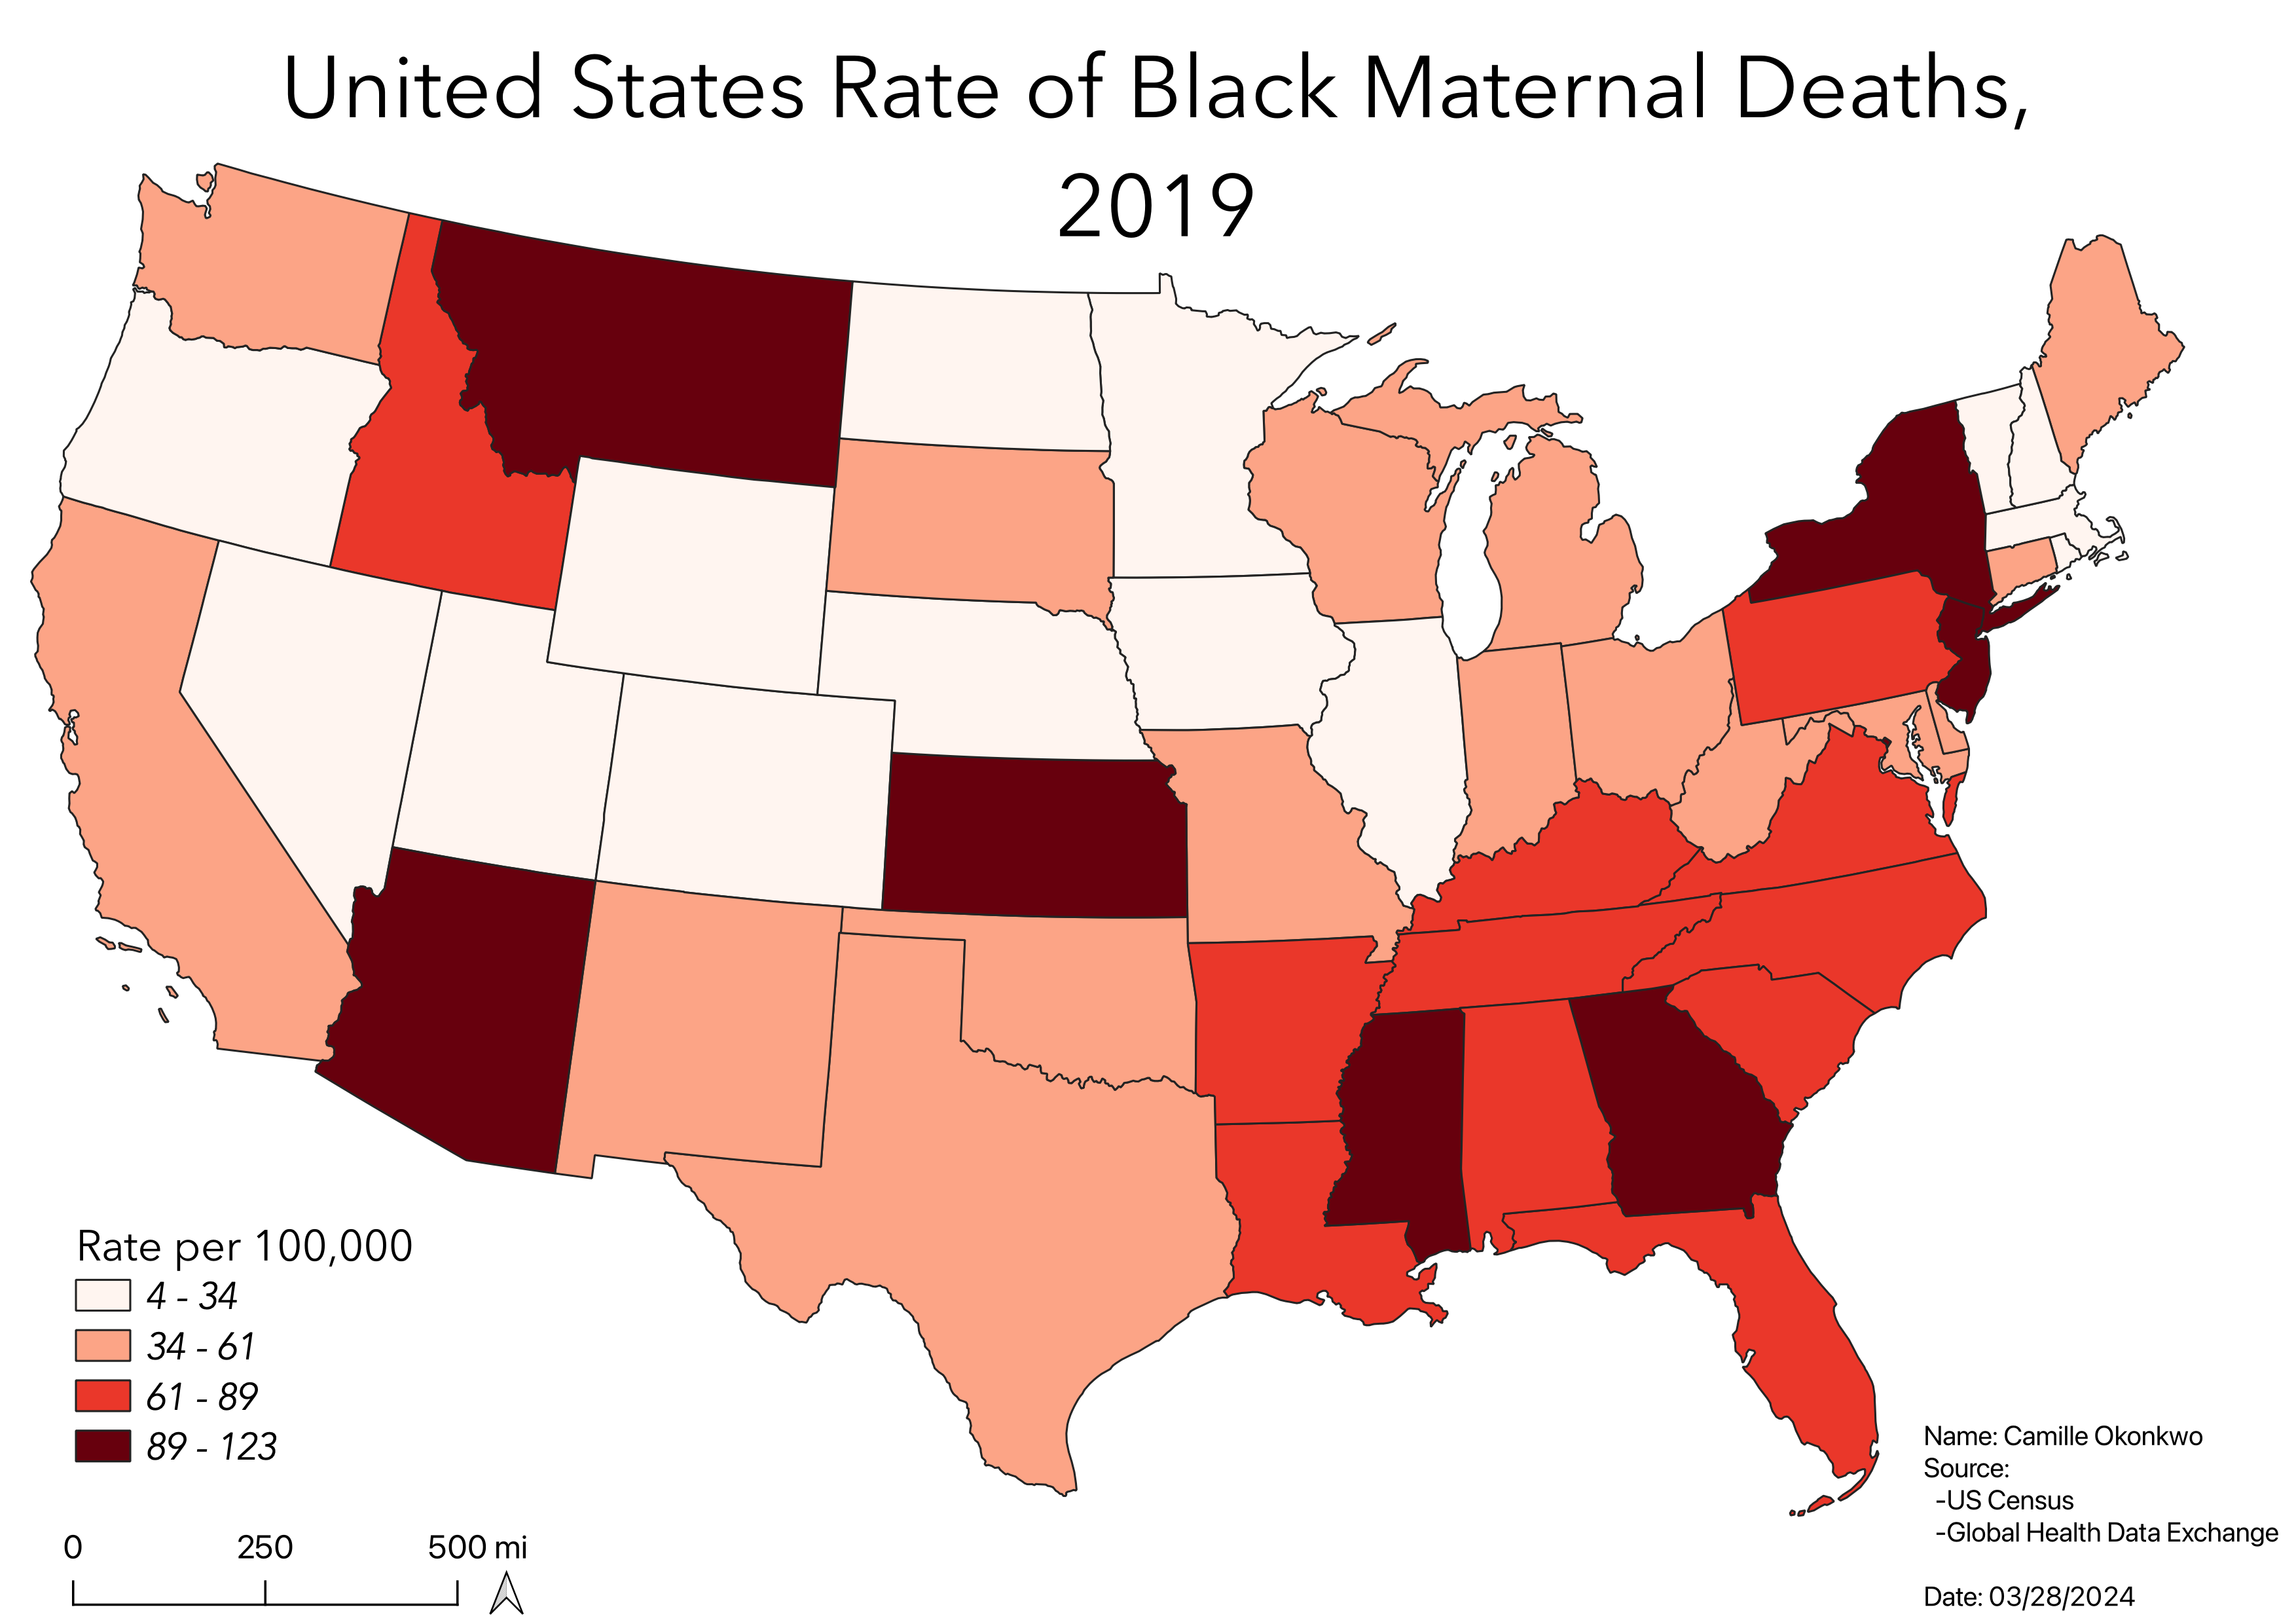 United States Rate of Black Maternal Deaths,
2019
Rate per 100,000
4 - 34
34 - 61
61 - 89
89 - 123
0 250 500 mi
Name: Camille Okonkwo
Source:
-US Census
-Global Health Data Exchange
Date: 03/28/2024